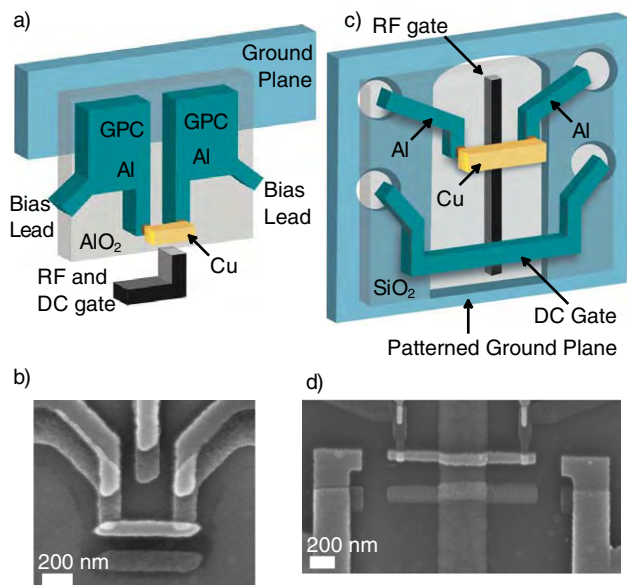 a)
Ground
Plane
GPC
GPC
Al
Al
Bias
Lead
Bias
Lead
AlO₂
Cu
RF and
DC gate
b)
200 nm
c)
RF gate
Al
Al
Cu
SiO₂
DC Gate
Patterned Ground Plane
d)
200 nm